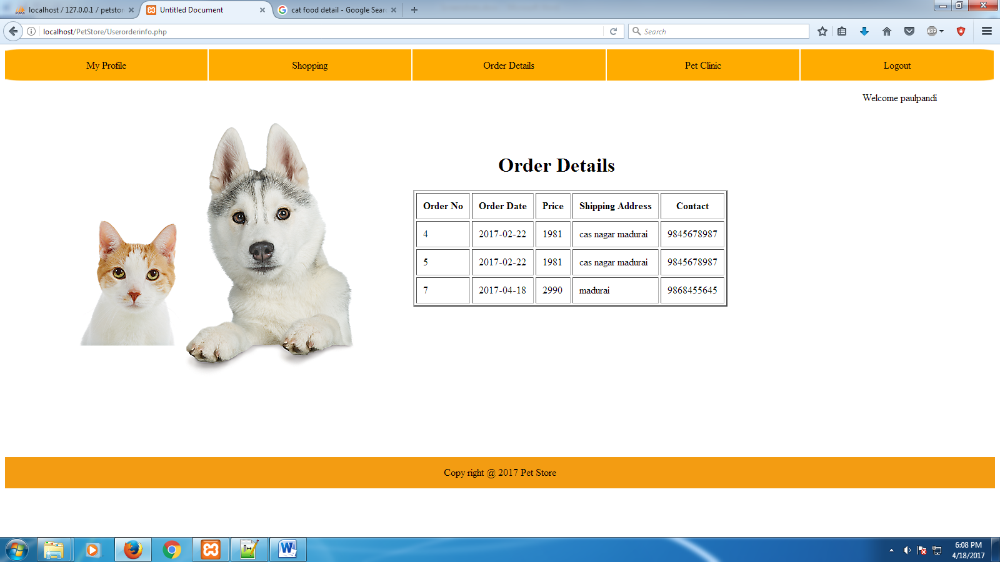 localhost / 127.0.0.1 / petstor
Untitled Document
cat food detail - Google Sear
localhost/PetStore/Userorderinfo.php
Search
ABP
My Profile Shopping Order Details Pet Clinic Logout
Welcome paulpandi
Order Details
Order No Order Date Price Shipping Address Contact
4 2017-02-22 1981 cas nagar madurai 9845678987
5 2017-02-22 1981 cas nagar madurai 9845678987
7 2017-04-18 2990 madurai 9868455645
Copy right @ 2017 Pet Store
6:08 PM
4/18/2017